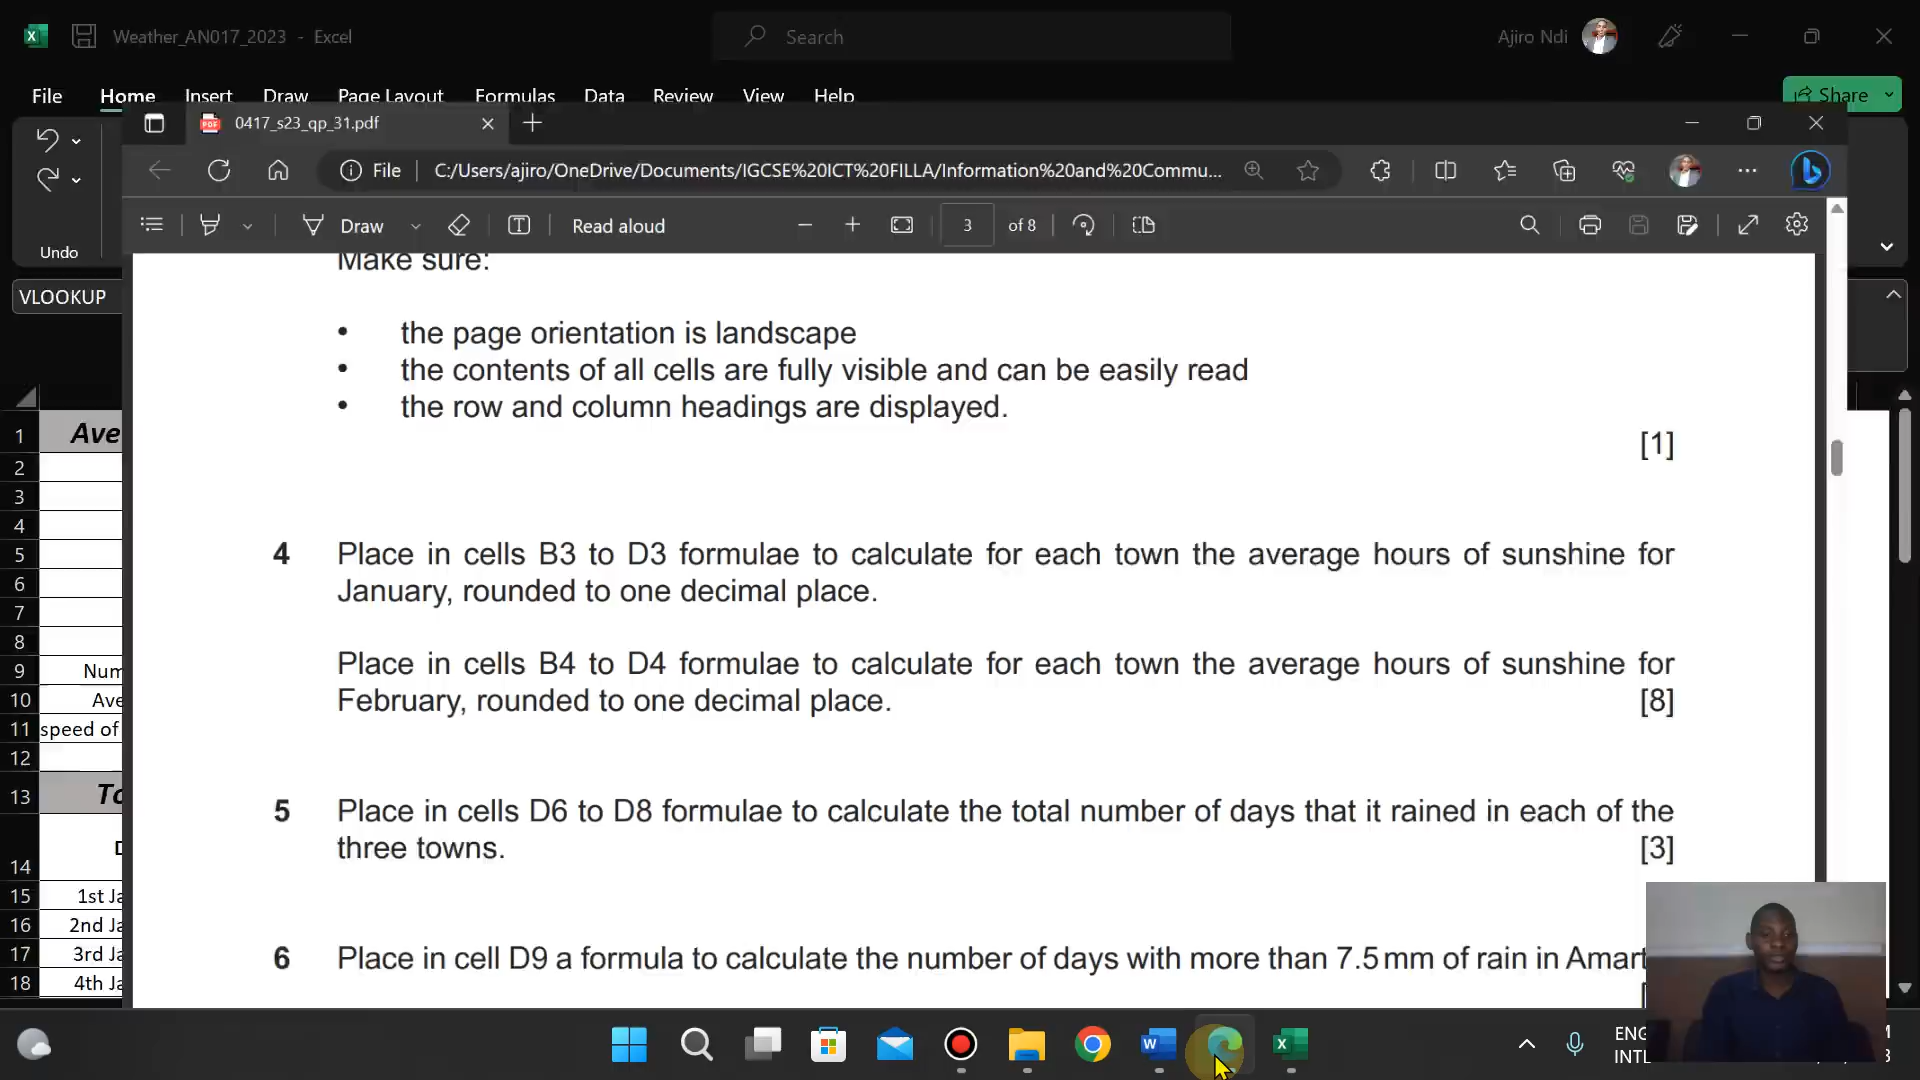 Weather_AN017_2023 - Excel
Search
Ajiro Ndi
File Home Insert Draw Page Layout Formulas Data Review View Help
Share
0417_s23_qp_31.pdf
File C:/Users/ajiro/OneDrive/Documents/IGCSE%20ICT%20FILLA/Information%20and%20Commu...
Draw Read aloud 3 of 8
Undo
VLOOKUP
Make sure:
• the page orientation is landscape
• the contents of all cells are fully visible and can be easily read
• the row and column headings are displayed.
[1]
4 Place in cells B3 to D3 formulae to calculate for each town the average hours of sunshine for
January, rounded to one decimal place.
Place in cells B4 to D4 formulae to calculate for each town the average hours of sunshine for
February, rounded to one decimal place. [8]
5 Place in cells D6 to D8 formulae to calculate the total number of days that it rained in each of the
three towns. [3]
6 Place in cell D9 a formula to calculate the number of days with more than 7.5 mm of rain in Amart
1 Ave
2
3
4
5
6
7
8
9 Num
10 Ave
11 speed of
12
13 To
14 D
15 1st Ja
16 2nd Ja
17 3rd Ja
18 4th Ja
ENG
INTL